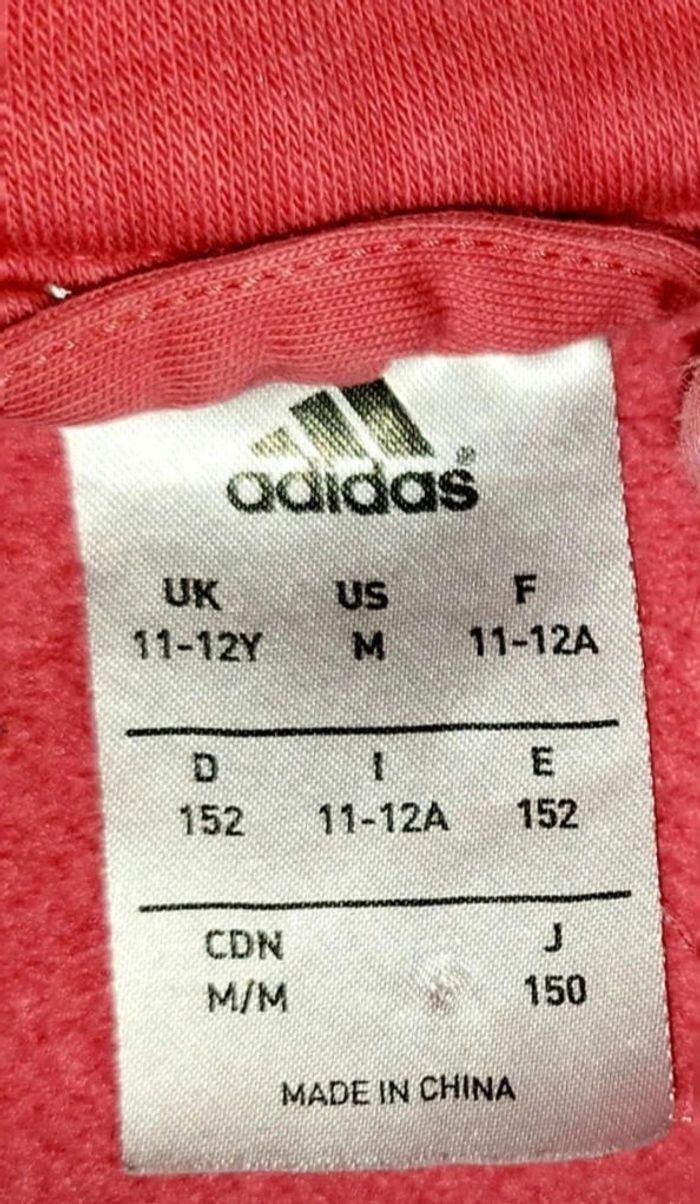 adidas®
UK US F
11-12Y M 11-12A
D I E
152 11-12A 152
CDN J
M/M 150
MADE IN CHINA